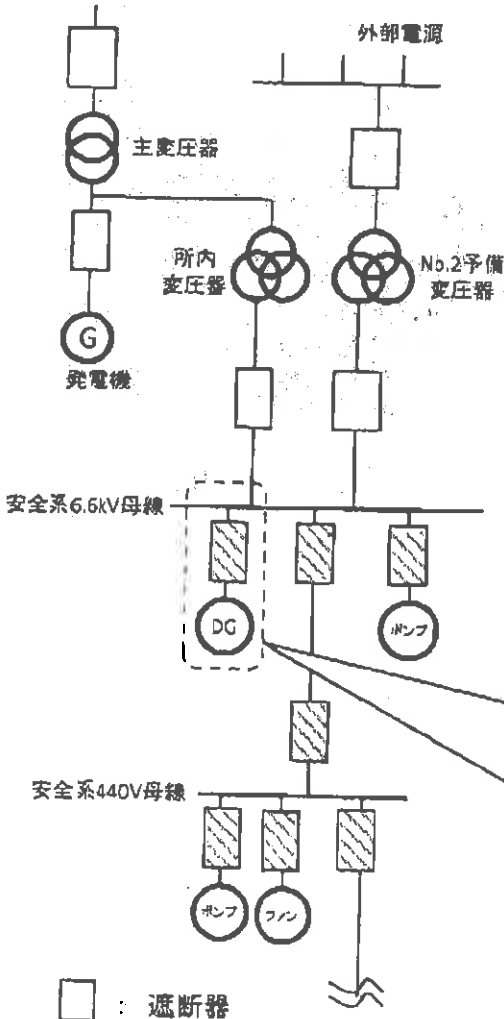 外部電源
主変圧器
所内
変圧器
No.2予備
変圧器
G
発電機
安全系6.6kV母線
DG
ポンプ
安全系440V母線
ポンプ
ファン
： 遮断器